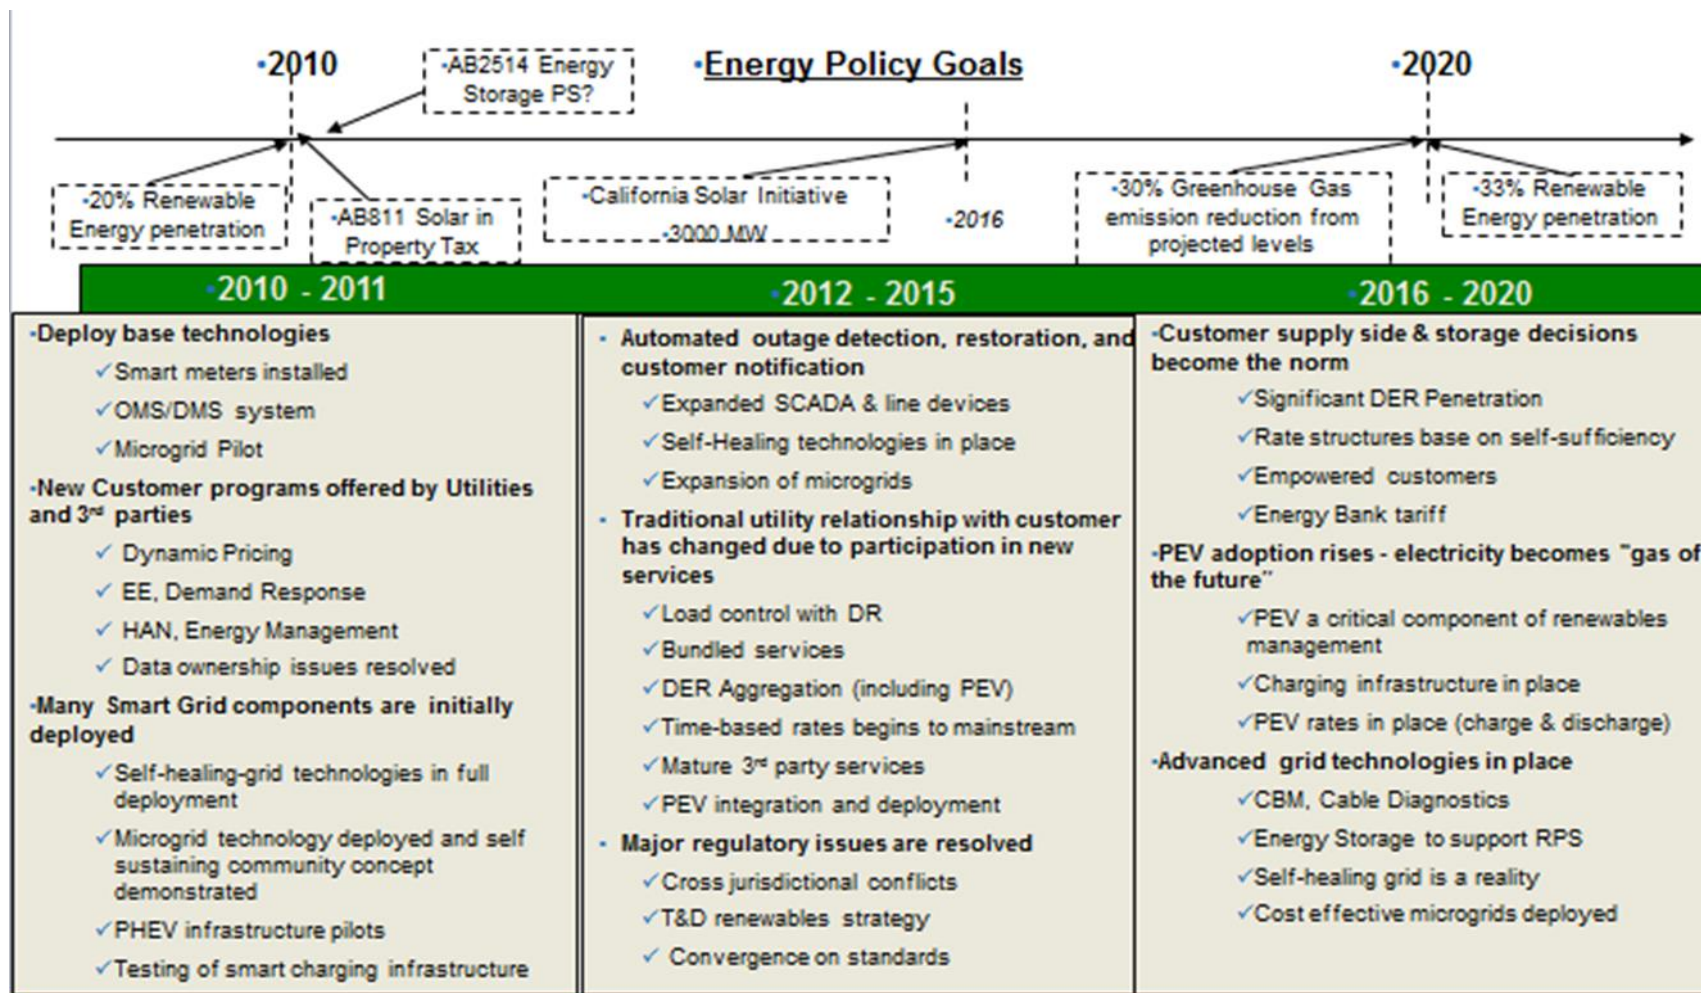 •2010
•AB2514 Energy
Storage PS?
•Energy Policy Goals
•2020
•20% Renewable
Energy penetration
•AB811 Solar in
Property Tax
•California Solar Initiative
•3000 MW
•2016
•30% Greenhouse Gas
emission reduction from
projected levels
•33% Renewable
Energy penetration
•2010 - 2011
•Deploy base technologies
✓Smart meters installed
✓OMS/DMS system
✓Microgrid Pilot
•New Customer programs offered by Utilities
and 3rd parties
✓ Dynamic Pricing
✓ EE, Demand Response
✓ HAN, Energy Management
✓ Data ownership issues resolved
•Many Smart Grid components are initially
deployed
✓Self-healing-grid technologies in full
deployment
✓Microgrid technology deployed and self
sustaining community concept
demonstrated
✓PHEV infrastructure pilots
✓Testing of smart charging infrastructure
•2012 - 2015
• Automated outage detection, restoration, and
customer notification
✓Expanded SCADA & line devices
✓Self-Healing technologies in place
✓Expansion of microgrids
• Traditional utility relationship with customer
has changed due to participation in new
services
✓Load control with DR
✓Bundled services
✓DER Aggregation (including PEV)
✓Time-based rates begins to mainstream
✓Mature 3rd party services
✓PEV integration and deployment
• Major regulatory issues are resolved
✓Cross jurisdictional conflicts
✓T&D renewables strategy
✓ Convergence on standards
•2016 - 2020
•Customer supply side & storage decisions
become the norm
✓Significant DER Penetration
✓Rate structures base on self-sufficiency
✓Empowered customers
✓Energy Bank tariff
•PEV adoption rises - electricity becomes "gas of
the future"
✓PEV a critical component of renewables
management
✓Charging infrastructure in place
✓PEV rates in place (charge & discharge)
•Advanced grid technologies in place
✓CBM, Cable Diagnostics
✓Energy Storage to support RPS
✓Self-healing grid is a reality
✓Cost effective microgrids deployed